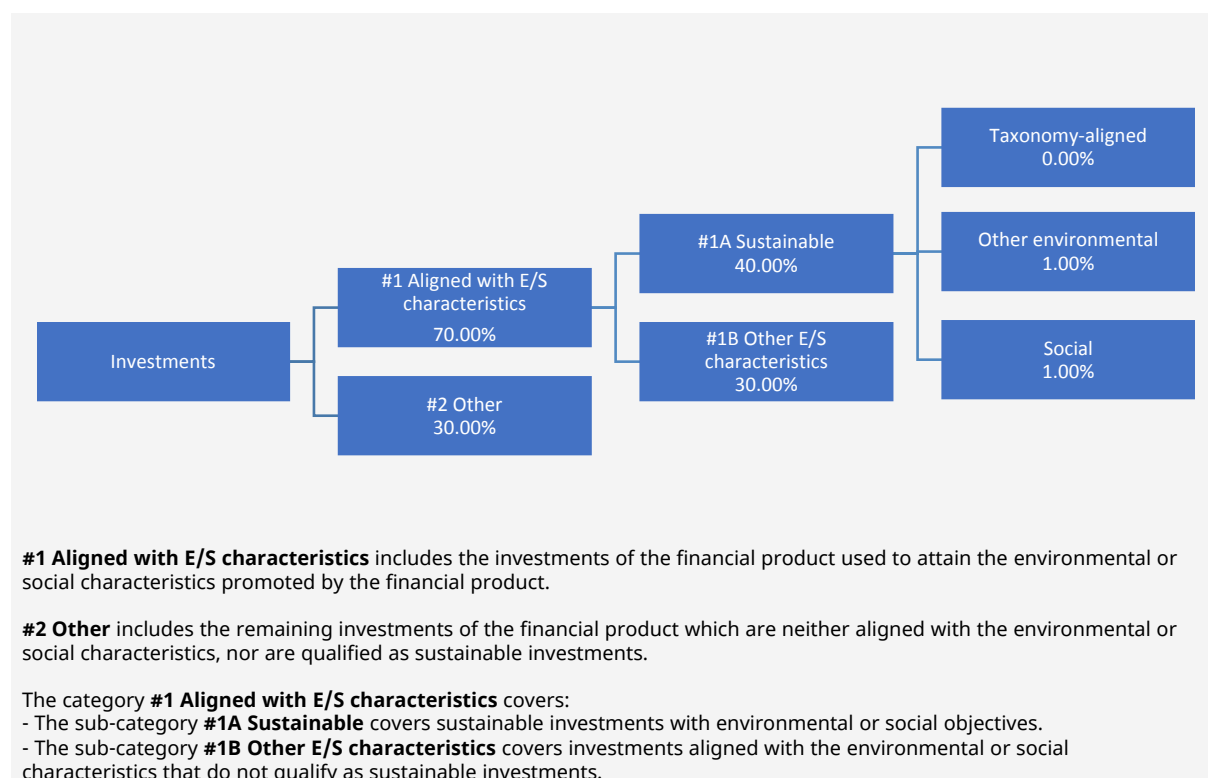 Investments
#1 Aligned with E/S
characteristics
70.00%
#2 Other
30.00%
#1A Sustainable
40.00%
#1B Other E/S
characteristics
30.00%
Taxonomy-aligned
0.00%
Other environmental
1.00%
Social
1.00%
#1 Aligned with E/S characteristics includes the investments of the financial product used to attain the environmental or
social characteristics promoted by the financial product.
#2 Other includes the remaining investments of the financial product which are neither aligned with the environmental or
social characteristics, nor are qualified as sustainable investments.
The category #1 Aligned with E/S characteristics covers:
- The sub-category #1A Sustainable covers sustainable investments with environmental or social objectives.
- The sub-category #1B Other E/S characteristics covers investments aligned with the environmental or social
characteristics that do not qualify as sustainable investments.